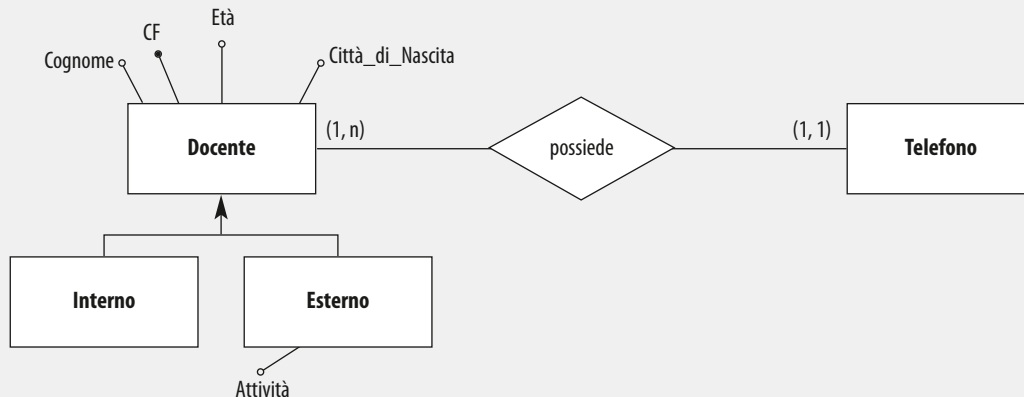 Età
CF
Cognome
Città_di_Nascita
Docente
(1, n)
possiede
(1, 1)
Telefono
Interno
Esterno
Attività